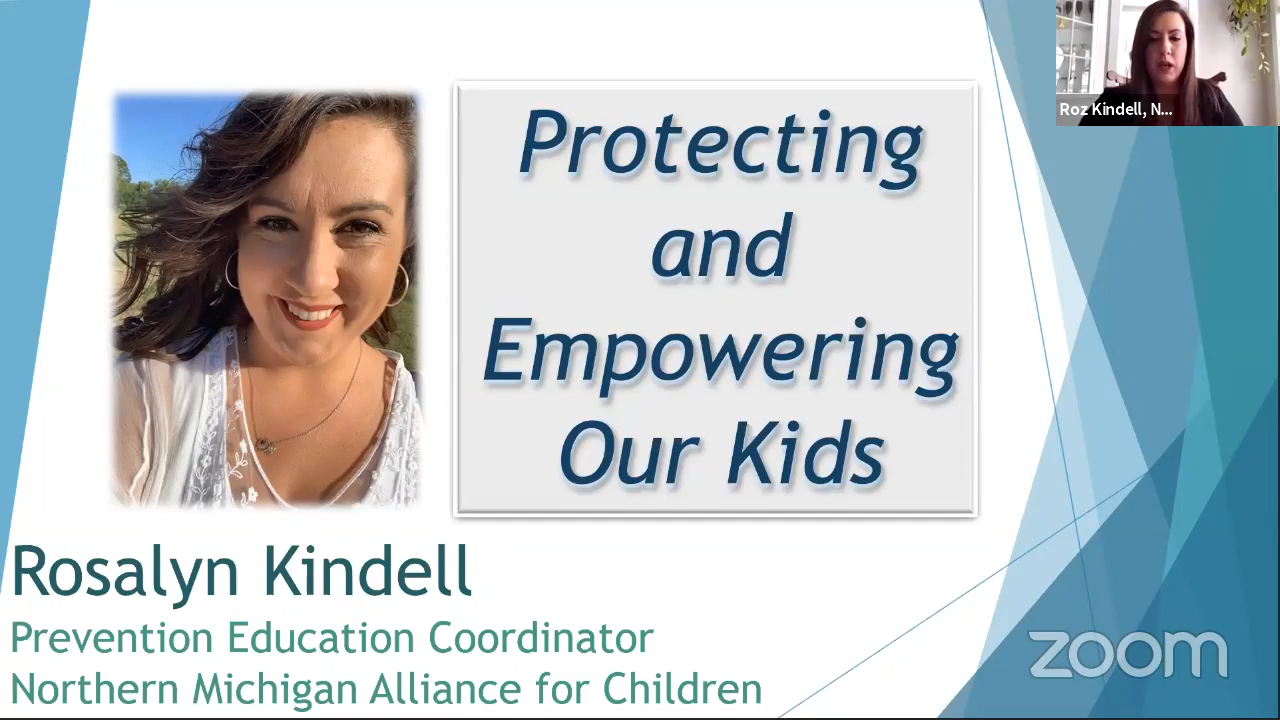 Roz Kindell, N...
Protecting
and
Empowering
Our Kids
Rosalyn Kindell
Prevention Education Coordinator
Northern Michigan Alliance for Children
zoom